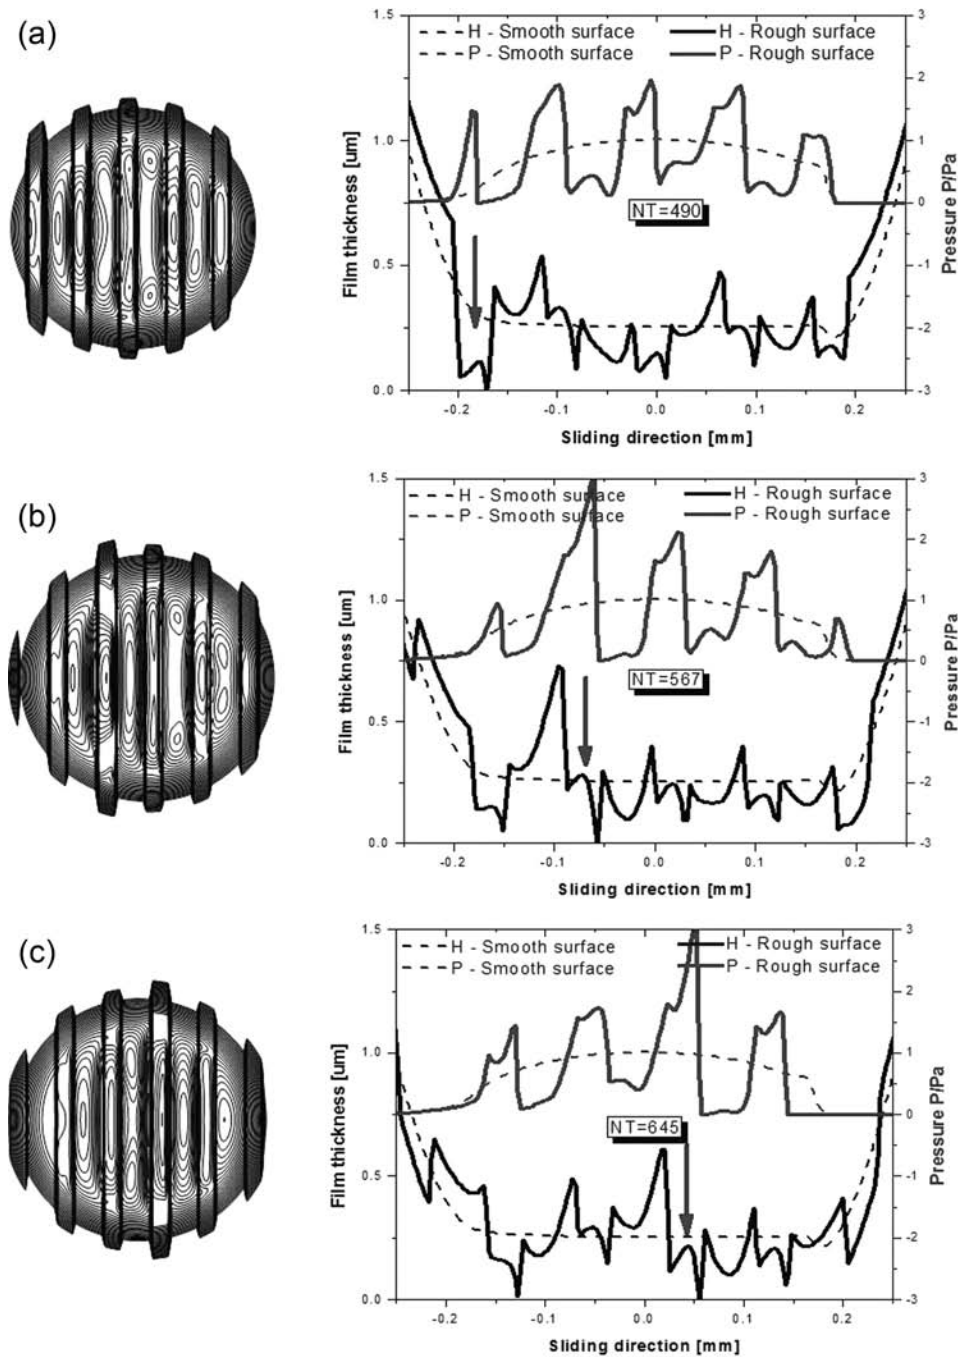 (a)
1.5
3
H - Smooth surface
H - Rough surface
P - Smooth surface
P - Rough surface
2
1.0
1
Film thickness [um]
Pressure P/Pa
NT=490
0
0.5
-1
-2
0.0
-3
-0.2
-0.1
0.0
0.1
0.2
Sliding direction [mm]
(b)
1.5
3
H - Smooth surface
H - Rough surface
P - Smooth surface
P - Rough surface
2
1.0
1
Film thickness [um]
Pressure P/Pa
NT=567
0
0.5
-1
-2
0.0
-3
-0.2
-0.1
0.0
0.1
0.2
Sliding direction [mm]
(c)
1.5
3
H - Smooth surface
H - Rough surface
P - Smooth surface
P - Rough surface
2
1.0
1
Film thickness [um]
Pressure P/Pa
NT=645
0
0.5
-1
-2
0.0
-3
-0.2
-0.1
0.0
0.1
0.2
Sliding direction [mm]